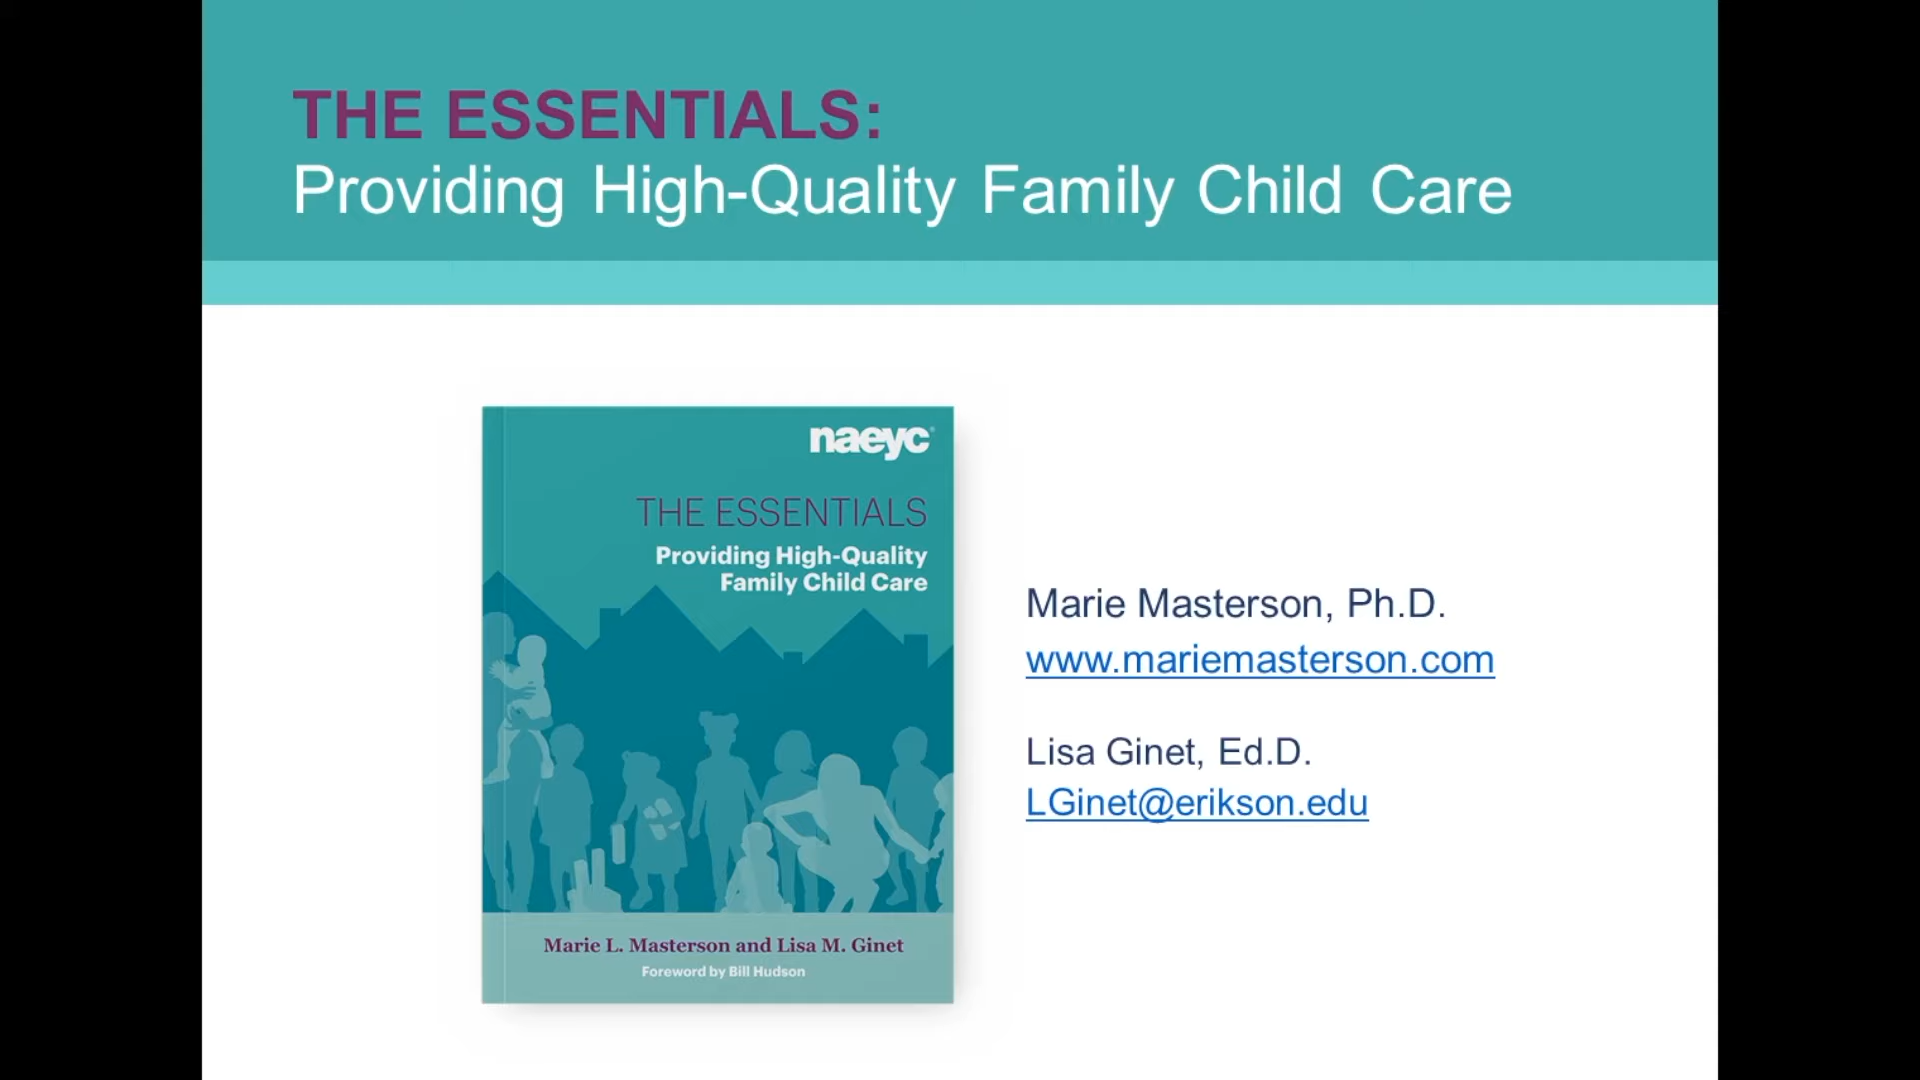 THE ESSENTIALS:
Providing High-Quality Family Child Care
naeyc
THE ESSENTIALS
Providing High-Quality
Family Child Care
Marie L. Masterson and Lisa M. Ginet
Foreword by Bill Hudson
Marie Masterson, Ph.D.
www.mariemasterson.com
Lisa Ginet, Ed.D.
LGinet@erikson.edu